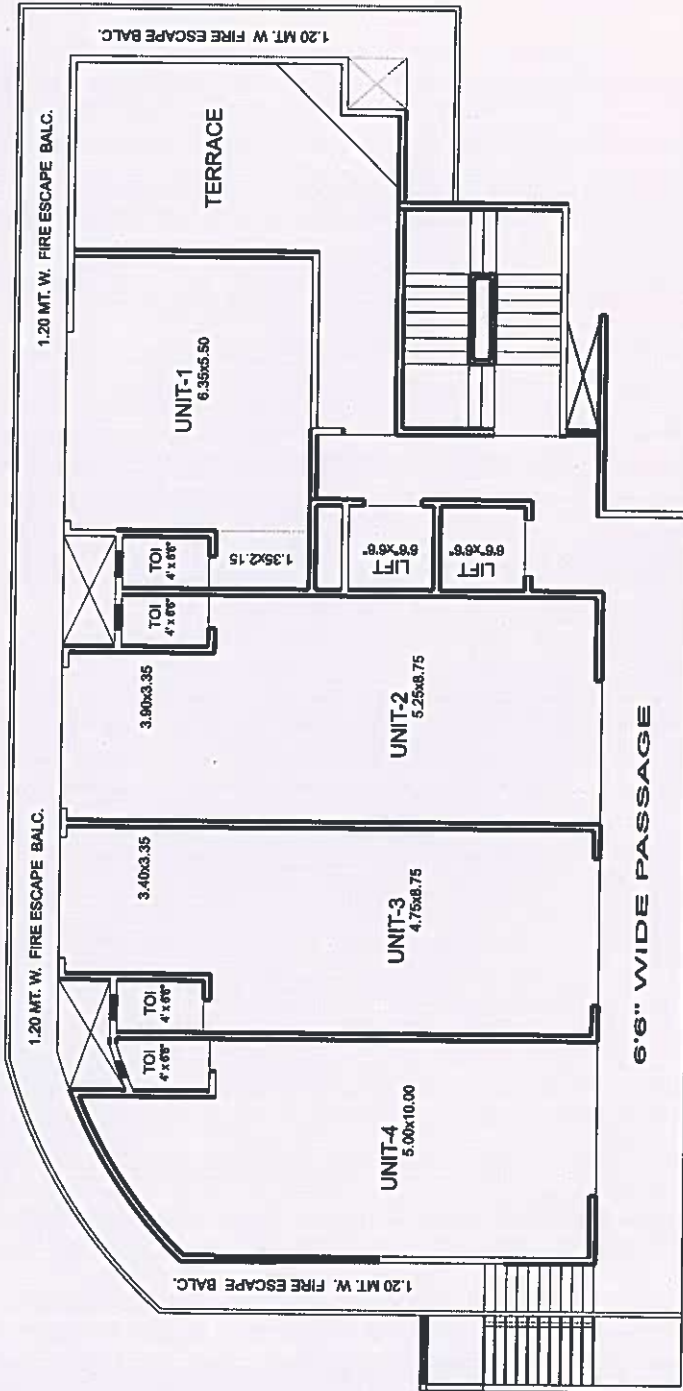 1.20 MT. W. FIRE ESCAPE BALC.
1.20 MT. W. FIRE ESCAPE BALC.
1.20 MT. W FIRE ESCAPE BALC.
1.20 MT. W. FIRE ESCAPE BALC.
UNIT-4
5.00x10.00
TOI
4' x 6'6"
TOI
4' x 6'6"
3.40x3.35
UNIT-3
4.75x8.75
3.90x3.35
UNIT-2
5.25x8.75
TOI
4' x 6'6"
TOI
4' x 6'6"
1.35x2.15
UNIT-1
6.35x5.50
TERRACE
LIFT
6'6"x6'6"
LIFT
6'6"x6'6"
6'6" WIDE PASSAGE